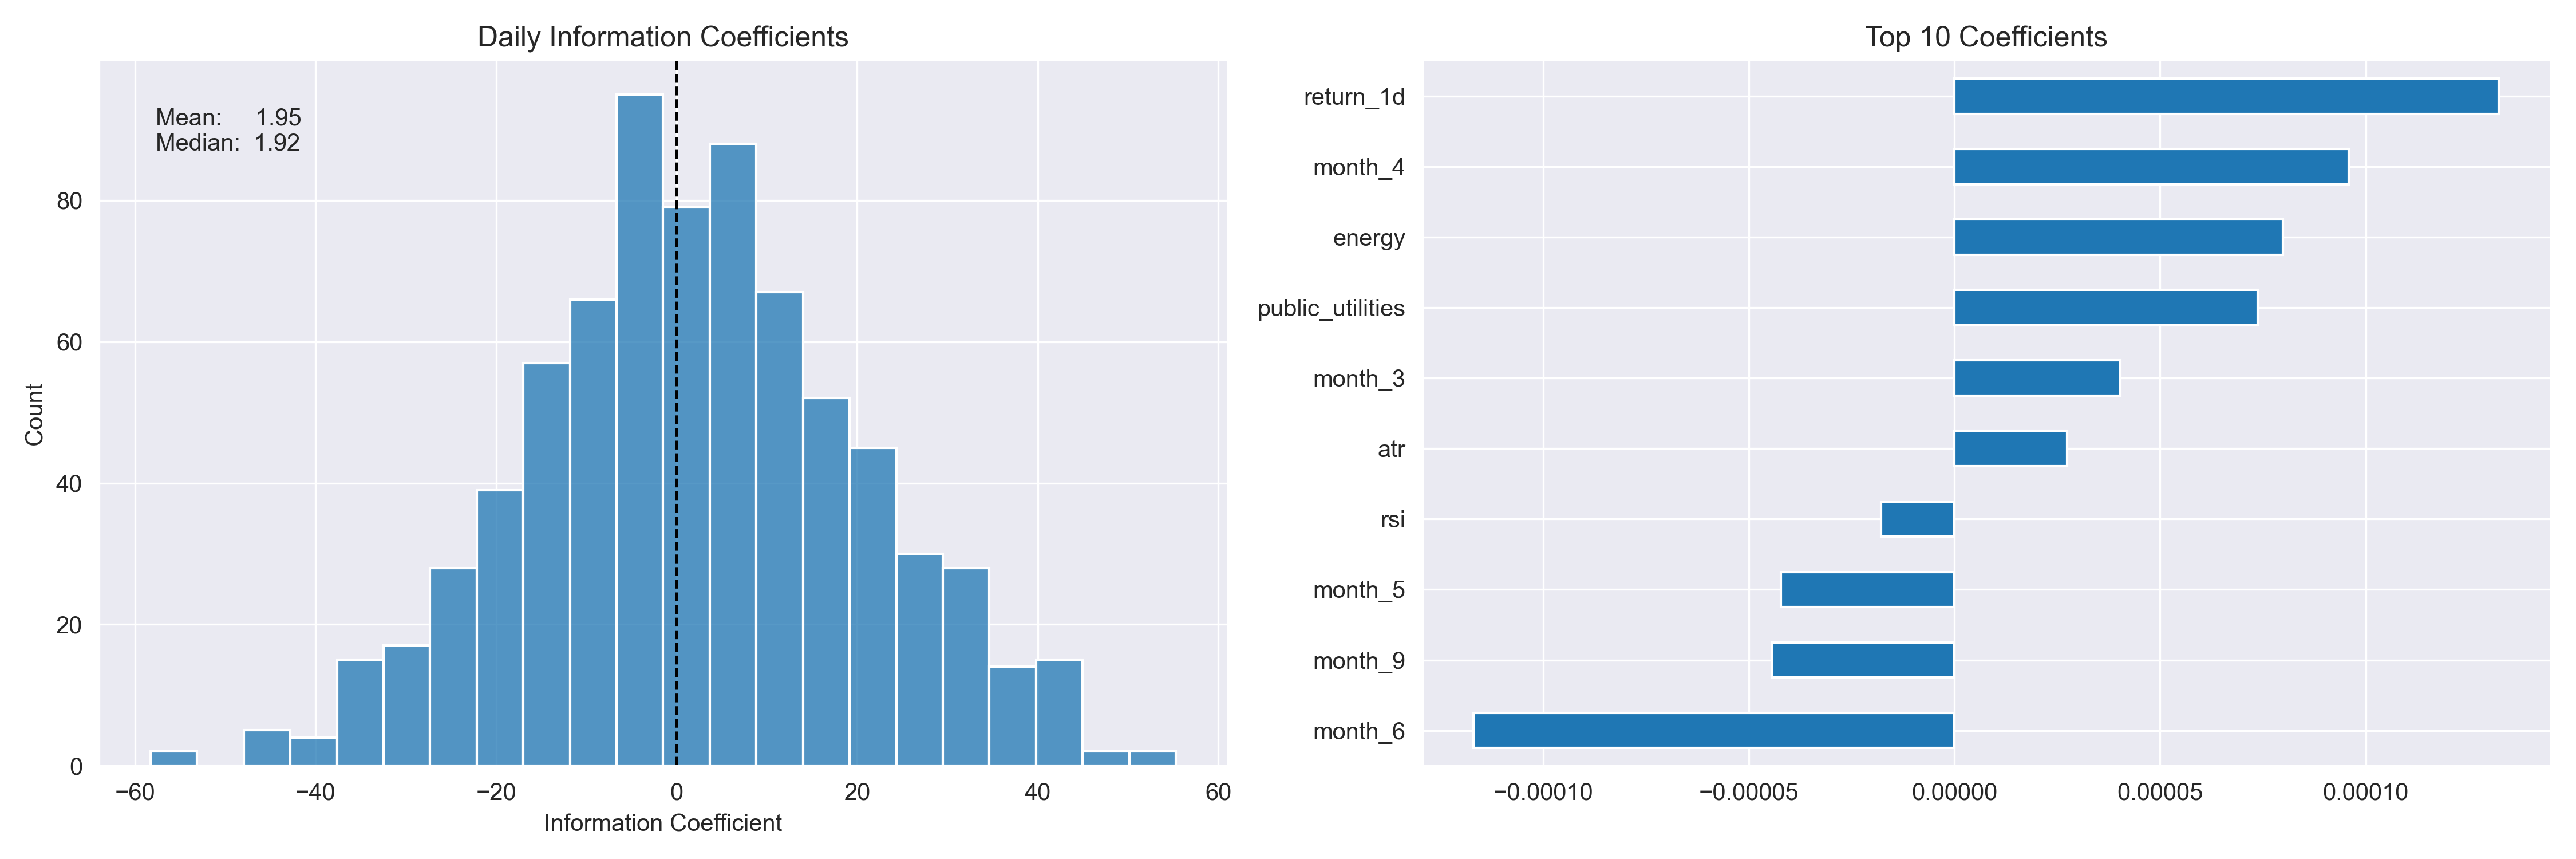 Daily Information Coefficients
Mean: 1.95
Median: 1.92
Count
80
60
40
20
0
−60 −40 −20 0 20 40 60
Information Coefficient
Top 10 Coefficients
return_1d
month_4
energy
public_utilities
month_3
atr
rsi
month_5
month_9
month_6
−0.00010 −0.00005 0.00000 0.00005 0.00010